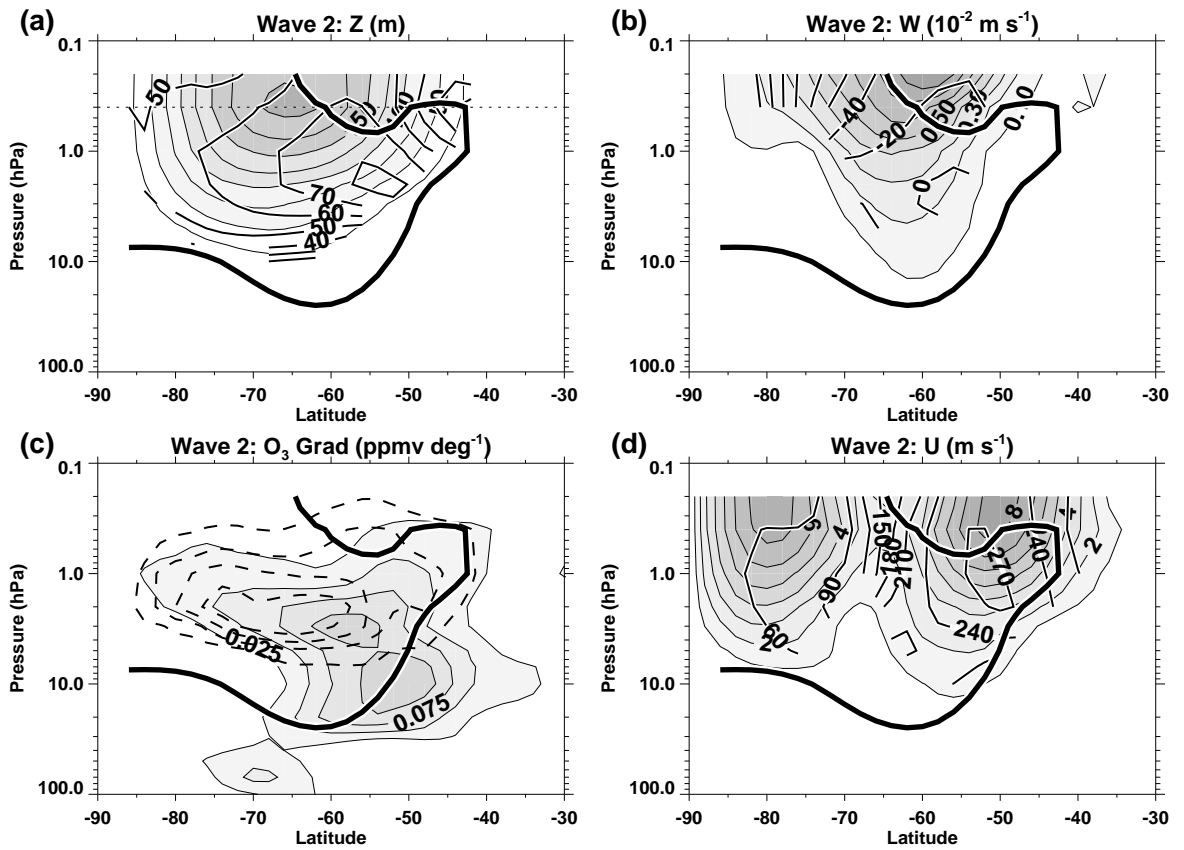 (a) Wave 2: Z (m)
(b) Wave 2: W (10⁻² m s⁻¹)
0.1
1.0
10.0
100.0
Pressure (hPa)
50
50
70
60
50
40
-90 -80 -70 -60 -50 -40 -30
Latitude
0.1
1.0
10.0
100.0
Pressure (hPa)
-40
-20
0.50
0
-90 -80 -70 -60 -50 -40 -30
Latitude
(c) Wave 2: O₃ Grad (ppmv deg⁻¹)
(d) Wave 2: U (m s⁻¹)
0.1
1.0
10.0
100.0
Pressure (hPa)
0.025
0.075
-90 -80 -70 -60 -50 -40 -30
Latitude
0.1
1.0
10.0
100.0
Pressure (hPa)
4
150
180
210
8
270
2
90
60
2
240
-90 -80 -70 -60 -50 -40 -30
Latitude